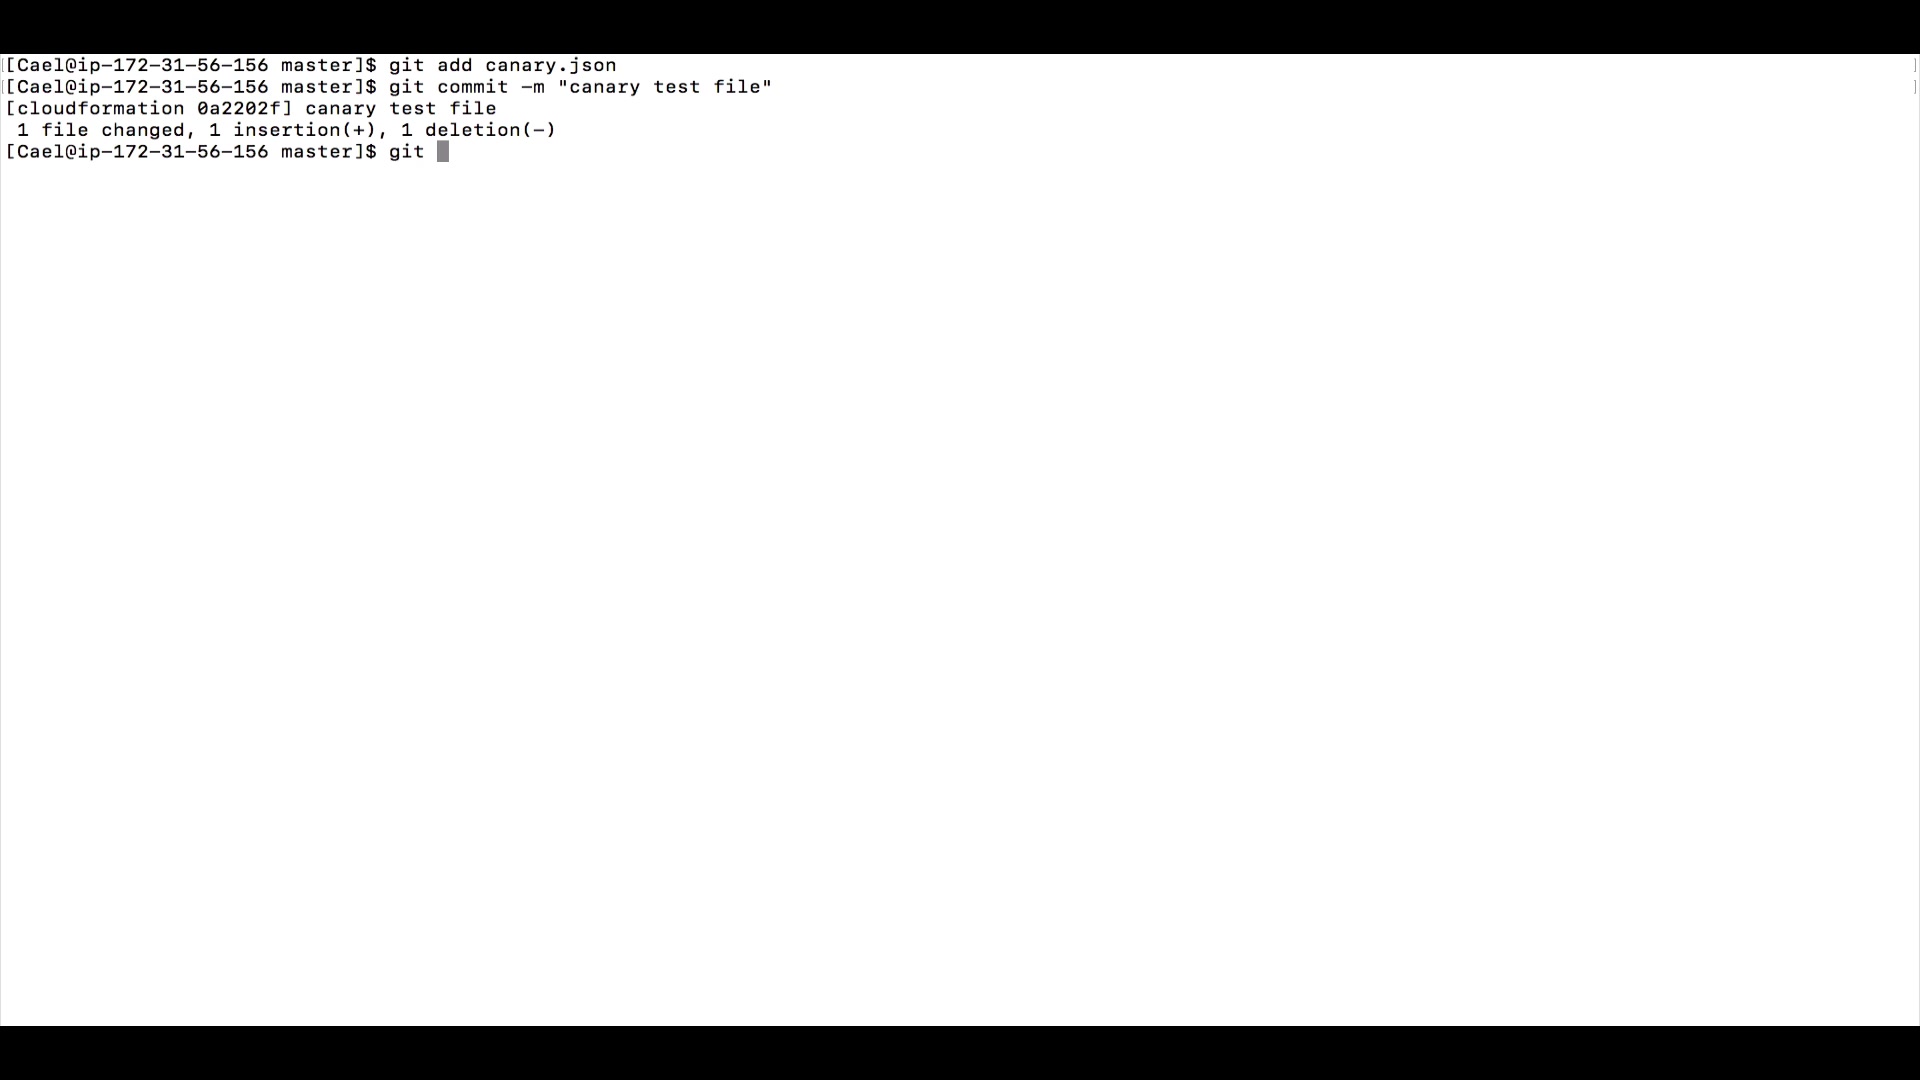 [Cael@ip-172-31-56-156 master]$ git add canary.json
[Cael@ip-172-31-56-156 master]$ git commit -m "canary test file"
[cloudformation 0a2202f] canary test file
 1 file changed, 1 insertion(+), 1 deletion(-)
[Cael@ip-172-31-56-156 master]$ git